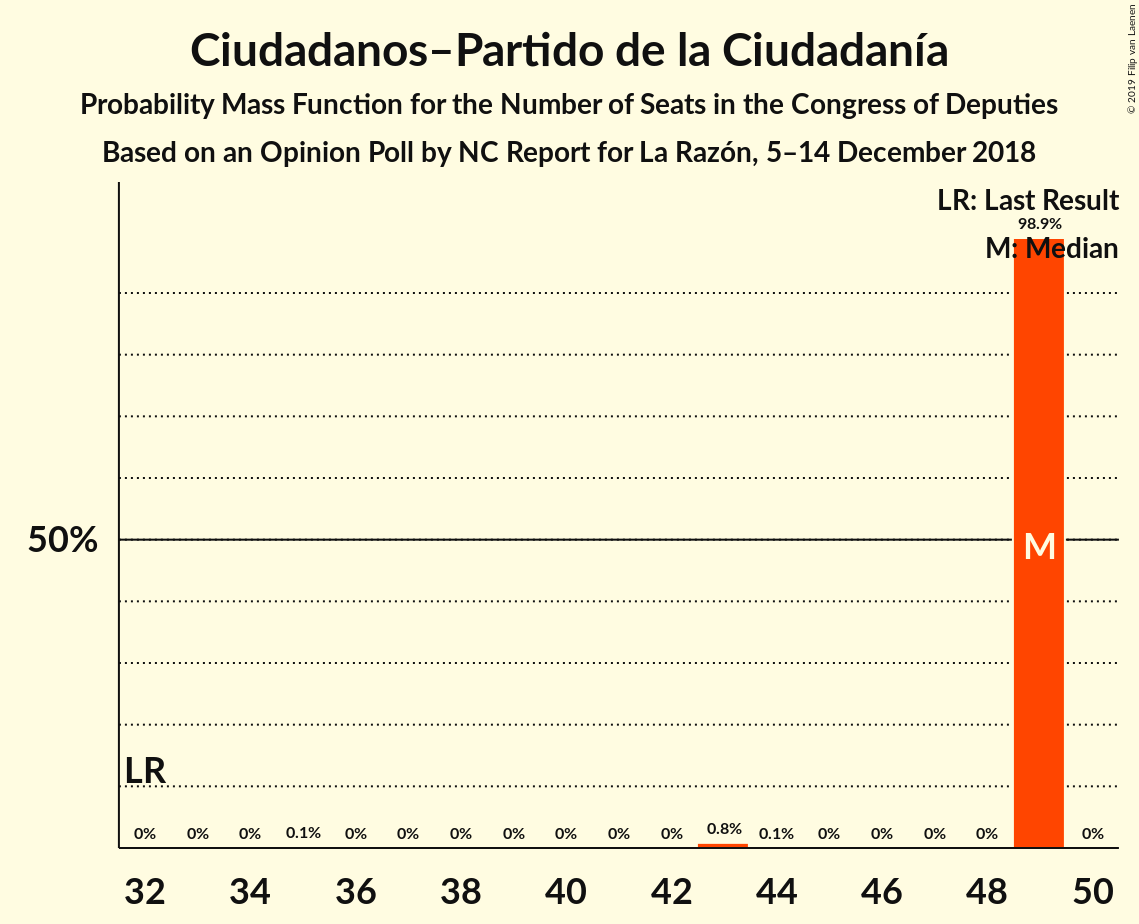 Ciudadanos–Partido de la Ciudadanía
Probability Mass Function for the Number of Seats in the Congress of Deputies
Based on an Opinion Poll by NC Report for La Razón, 5–14 December 2018
© 2019 Filip van Laenen
LR: Last Result
98.9%
M: Median
50%
M
LR
0% 0% 0% 0.1% 0% 0% 0% 0% 0% 0% 0% 0.8% 0.1% 0% 0% 0% 0% 0%
32 34 36 38 40 42 44 46 48 50